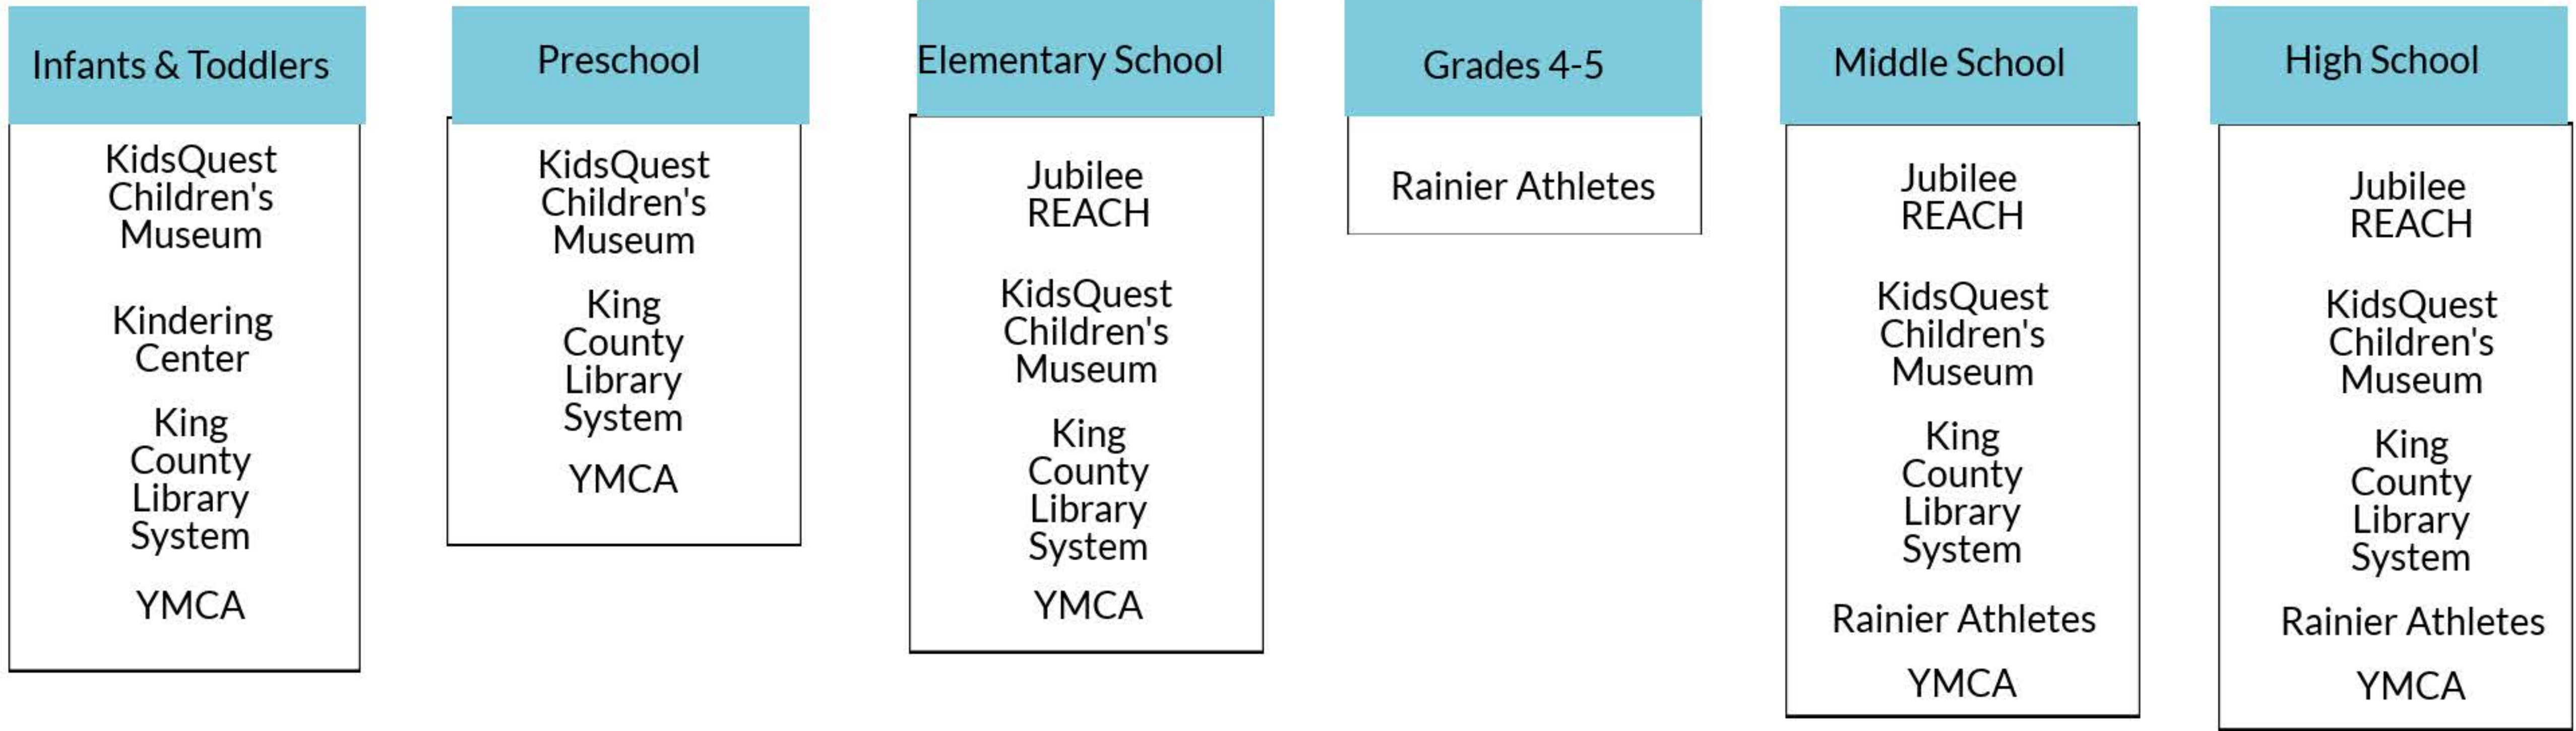 Infants & Toddlers
KidsQuest
Children's
Museum
Kindering
Center
King
County
Library
System
YMCA
Preschool
KidsQuest
Children's
Museum
King
County
Library
System
YMCA
Elementary School
Jubilee
REACH
KidsQuest
Children's
Museum
King
County
Library
System
YMCA
Grades 4-5
Rainier Athletes
Middle School
Jubilee
REACH
KidsQuest
Children's
Museum
King
County
Library
System
Rainier Athletes
YMCA
High School
Jubilee
REACH
KidsQuest
Children's
Museum
King
County
Library
System
Rainier Athletes
YMCA